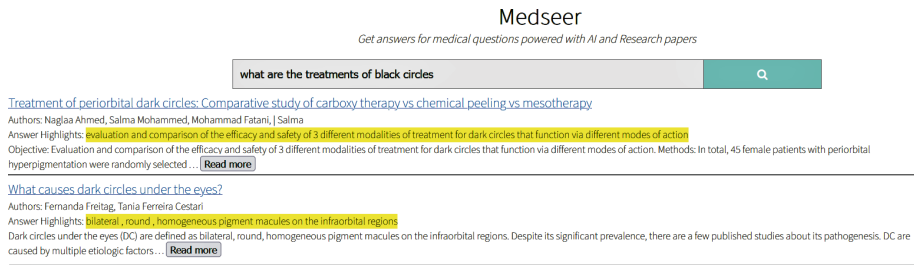 Medseer
Get answers for medical questions powered with AI and Research papers
what are the treatments of black circles
Treatment of periorbital dark circles: Comparative study of carboxy therapy vs chemical peeling vs mesotherapy
Authors: Naglaa Ahmed, Salma Mohammed, Mohammad Fatani, | Salma
Answer Highlights: evaluation and comparison of the efficacy and safety of 3 different modalities of treatment for dark circles that function via different modes of action
Objective: Evaluation and comparison of the efficacy and safety of 3 different modalities of treatment for dark circles that function via different modes of action. Methods: In total, 45 female patients with periorbital
hyperpigmentation were randomly selected ... Read more
What causes dark circles under the eyes?
Authors: Fernanda Freitag, Tania Ferreira Cestari
Answer Highlights: bilateral , round , homogeneous pigment macules on the infraorbital regions
Dark circles under the eyes (DC) are defined as bilateral, round, homogeneous pigment macules on the infraorbital regions. Despite its significant prevalence, there are a few published studies about its pathogenesis. DC are
caused by multiple etiologic factors ... Read more